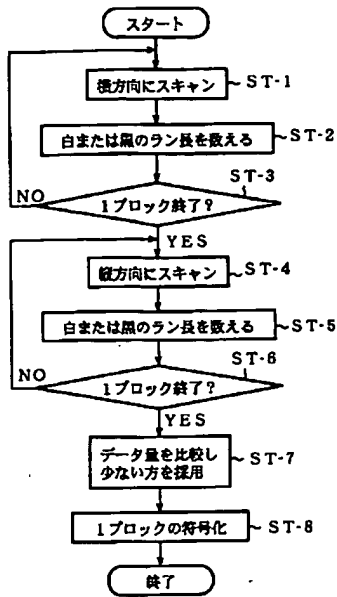 スタート
横方向にスキャン
ST-1
白または黒のラン長を数える
ST-2
ST-3
1ブロック終了?
NO
YES
縦方向にスキャン
ST-4
白または黒のラン長を数える
ST-5
ST-6
1ブロック終了?
NO
YES
データ量を比較し
少ない方を採用
ST-7
1ブロックの符号化
ST-8
終了